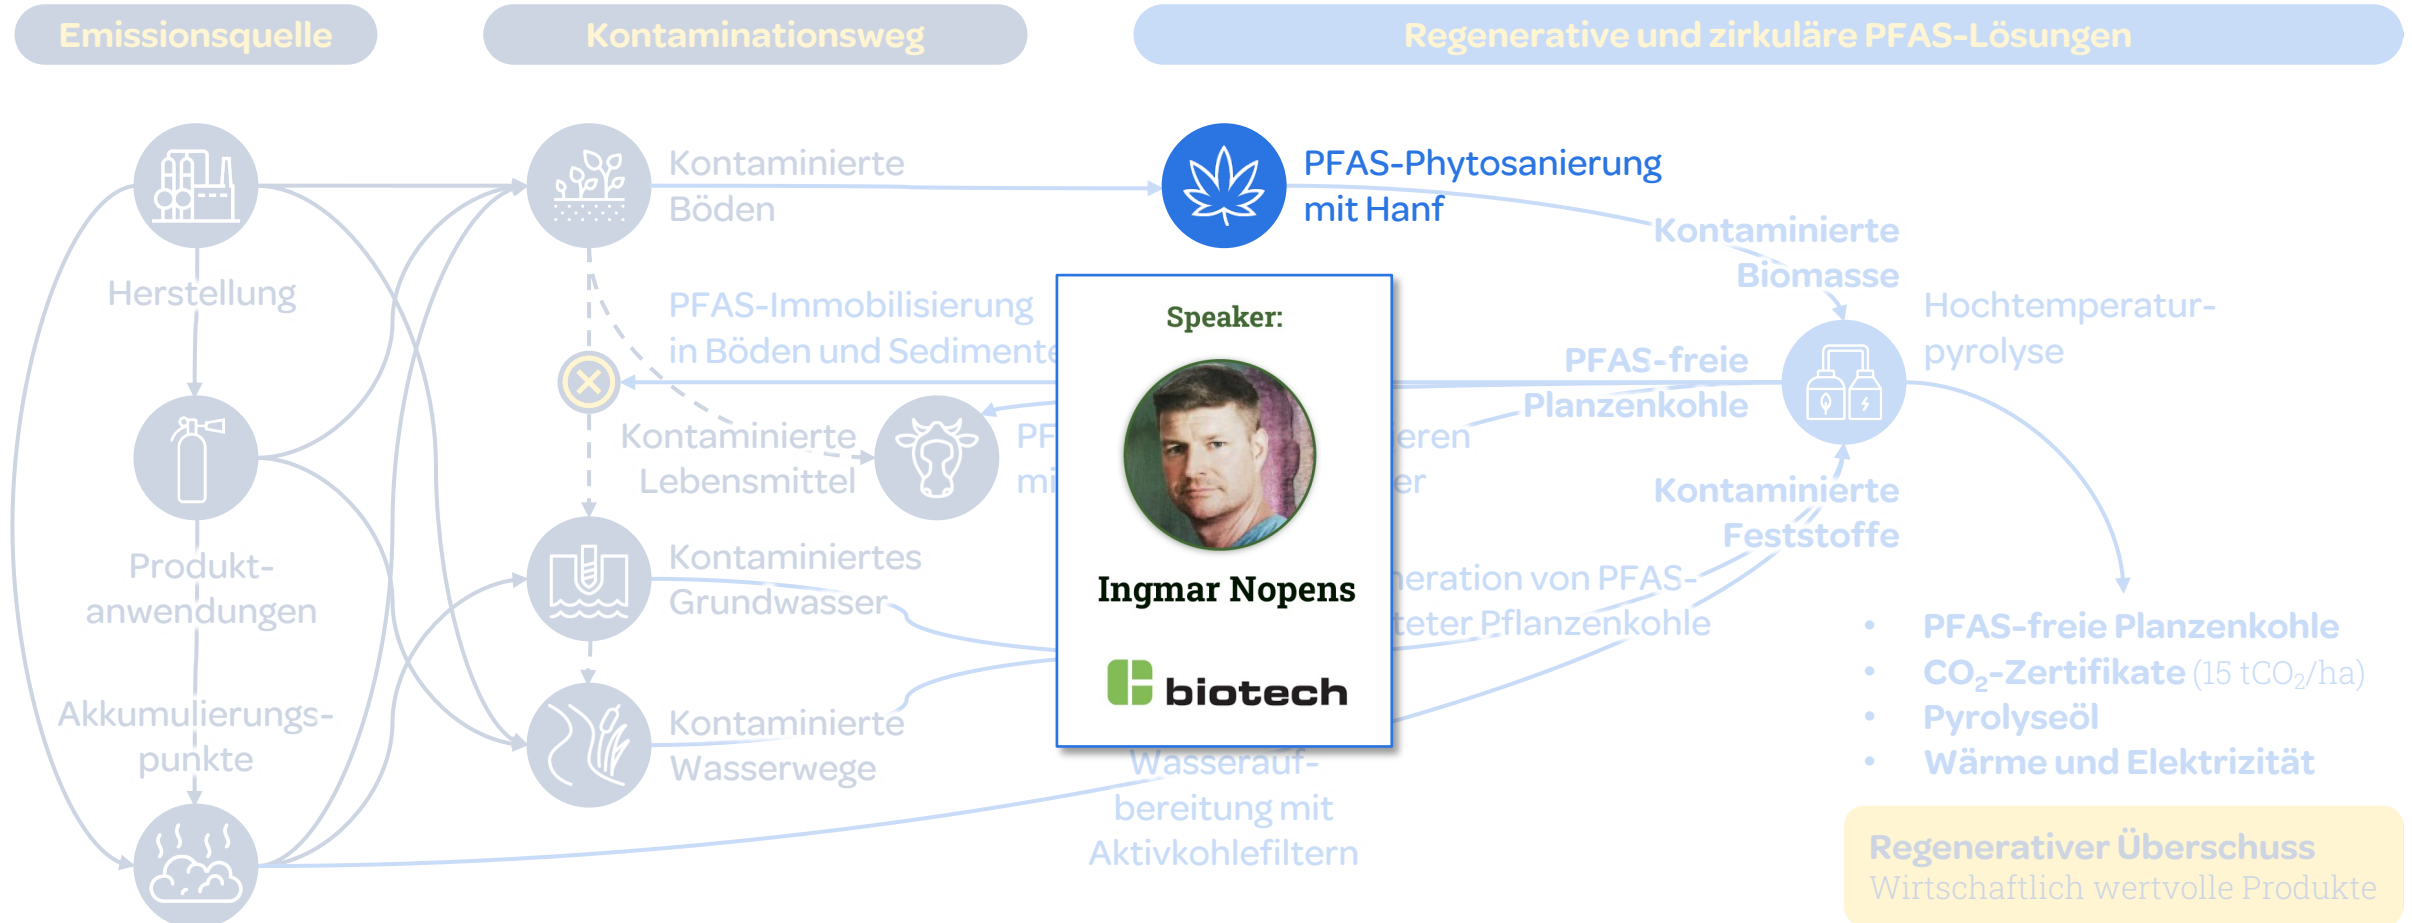 Emissionsquelle
Kontaminationsweg
Regenerative und zirkuläre PFAS-Lösungen
Kontaminierte
Böden
PFAS-Phytosanierung
mit Hanf
Kontaminierte
Biomasse
Herstellung
PFAS-Immobilisierung
in Böden und Sedimente
Speaker:
Hochtemperatur-
pyrolyse
PFAS-freie
Planzenkohle
Kontaminierte
Lebensmittel
PF
mi
eren
er
Kontaminierte
Feststoffe
Produkt-
anwendungen
Kontaminiertes
Grundwasser
Ingmar Nopens
neration von PFAS-
teter Pflanzenkohle
biotech
• PFAS-freie Planzenkohle
• CO₂-Zertifikate (15 tCO₂/ha)
• Pyrolyseöl
• Wärme und Elektrizität
Akkumulierungs-
punkte
Kontaminierte
Wasserwege
Wasserauf-
bereitung mit
Aktivkohlefiltern
Regenerativer Überschuss
Wirtschaftlich wertvolle Produkte